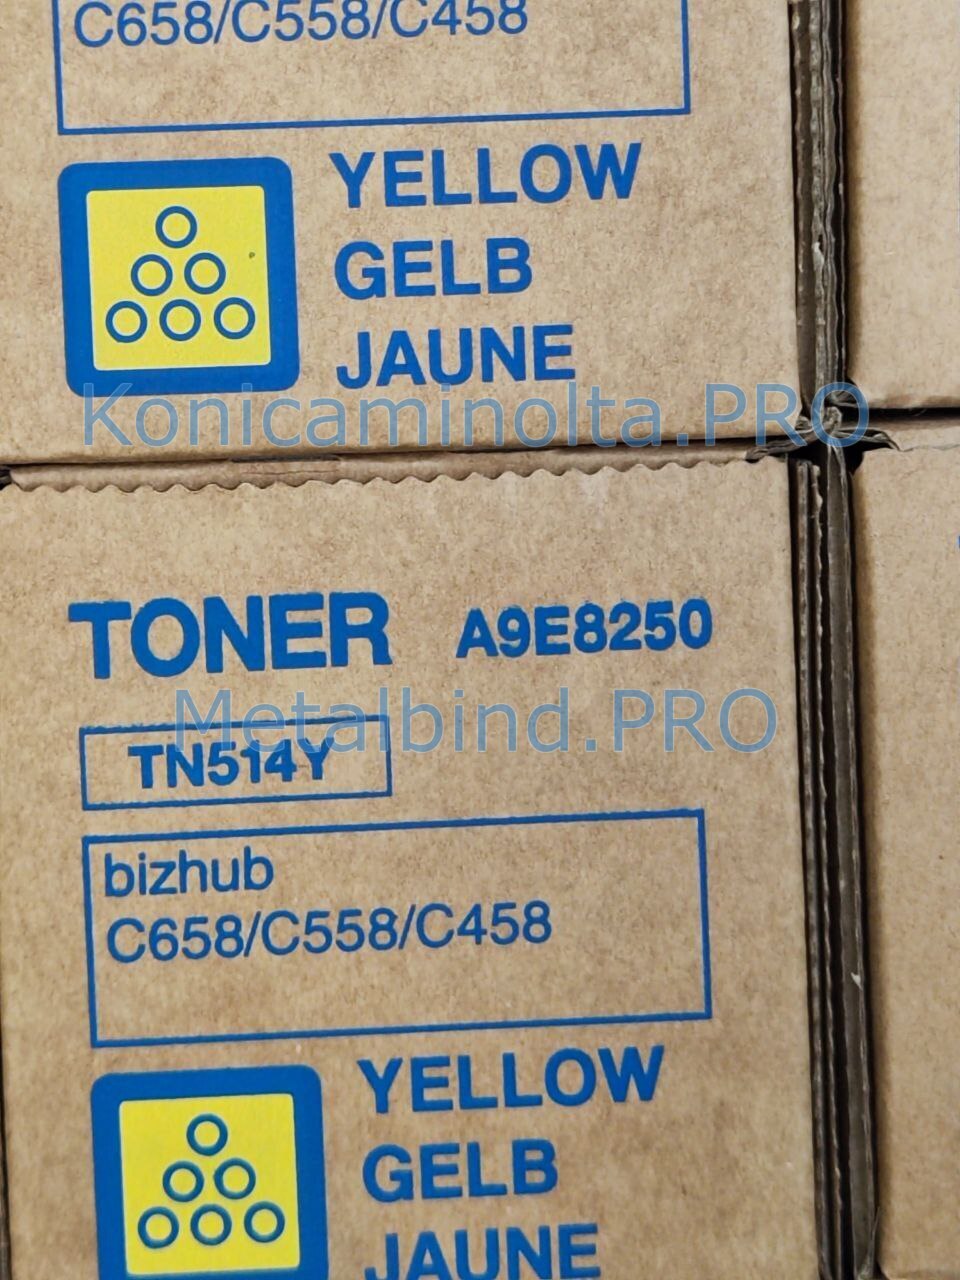 C658/C558/C458
YELLOW
GELB
JAUNE
Konicaminolta.PRO
TONER A9E8250
Metalbind.PRO
TN514Y
bizhub
C658/C558/C458
YELLOW
GELB
JAUNE